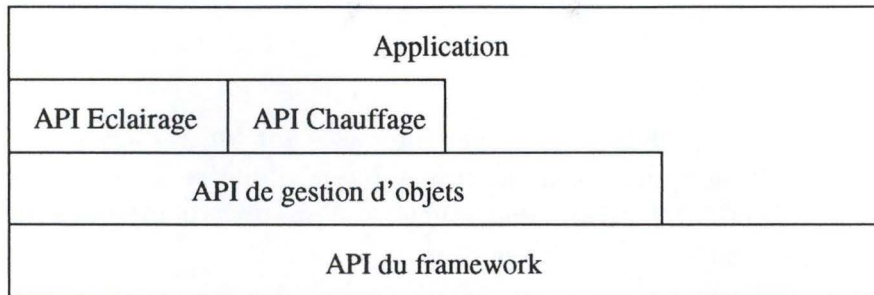 Application
API Eclairage
API Chauffage
API de gestion d'objets
API du framework